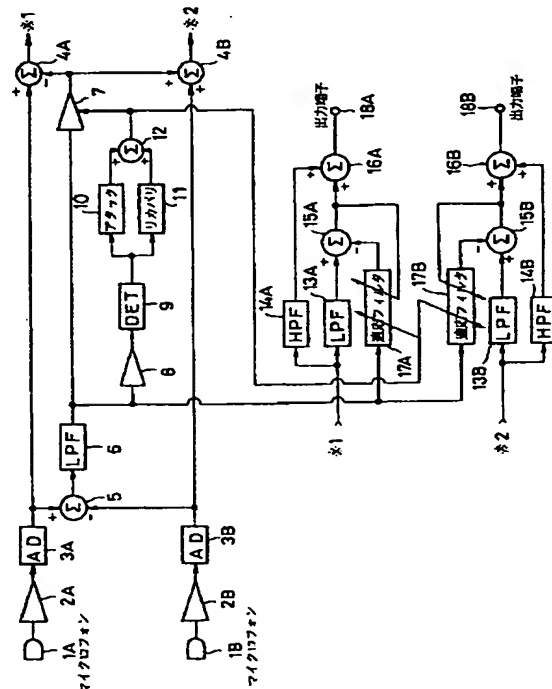 1A
マイクロフォン
2A
AD
3A
+
-
Σ
5
LPF
6
8
DET
9
アタック
10
リカバリ
11
+
+
Σ
12
7
+
-
Σ
4A
※1
+
+
Σ
4B
※2
1B
マイクロフォン
2B
AD
3B
※1
14A
HPF
13A
LPF
適応フィルタ
17A
15A
+
-
Σ
+
+
Σ
16A
出力端子
18A
※2
適応フィルタ
17B
13B
LPF
HPF
14B
-
+
Σ
15B
+
+
Σ
16B
出力端子
18B